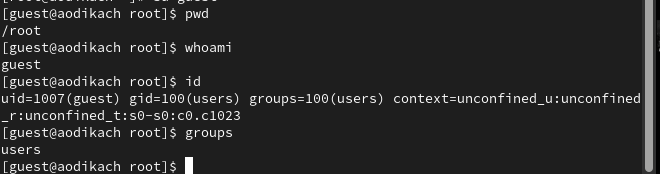 [guest@aodikach root]$ pwd
/root
[guest@aodikach root]$ whoami
guest
[guest@aodikach root]$ id
uid=1007(guest) gid=100(users) groups=100(users) context=unconfined_u:unconfined
_r:unconfined_t:s0-s0:c0.c1023
[guest@aodikach root]$ groups
users
[guest@aodikach root]$